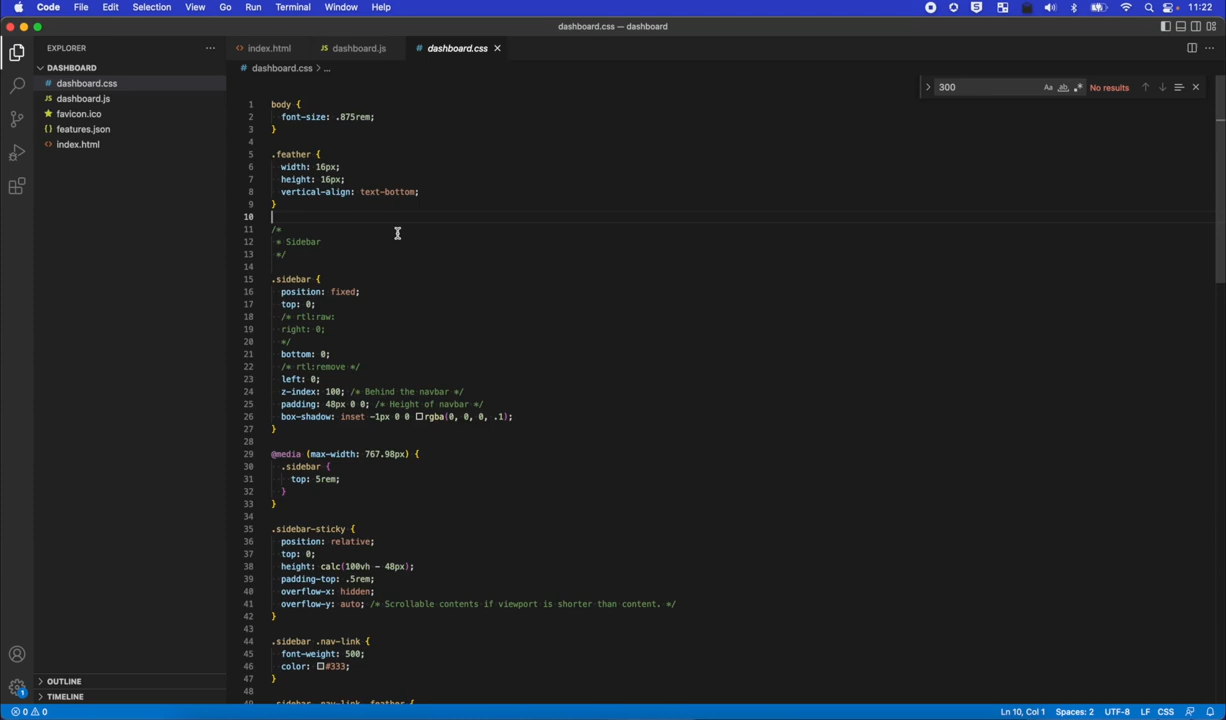 Code File Edit Selection View Go Run Terminal Window Help 11:22
dashboard.css — dashboard
EXPLORER
DASHBOARD
dashboard.css
dashboard.js
favicon.ico
features.json
index.html
OUTLINE
TIMELINE
index.html dashboard.js dashboard.css
dashboard.css > ...
300 Aa ab No results
1 body {
2 font-size: .875rem;
3 }
4
5 .feather {
6 width: 16px;
7 height: 16px;
8 vertical-align: text-bottom;
9 }
10
11 /*
12 * Sidebar
13 */
14
15 .sidebar {
16 position: fixed;
17 top: 0;
18 /* rtl:raw:
19 right: 0;
20 */
21 bottom: 0;
22 /* rtl:remove */
23 left: 0;
24 z-index: 100; /* Behind the navbar */
25 padding: 48px 0 0; /* Height of navbar */
26 box-shadow: inset -1px 0 0 rgba(0, 0, 0, .1);
27 }
28
29 @media (max-width: 767.98px) {
30 .sidebar {
31 top: 5rem;
32 }
33 }
34
35 .sidebar-sticky {
36 position: relative;
37 top: 0;
38 height: calc(100vh - 48px);
39 padding-top: .5rem;
40 overflow-x: hidden;
41 overflow-y: auto; /* Scrollable contents if viewport is shorter than content. */
42 }
43
44 .sidebar .nav-link {
45 font-weight: 500;
46 color: #333;
47 }
48
49 .sidebar .nav-link .feather {
1
0 0 Ln 10, Col 1 Spaces: 2 UTF-8 LF CSS